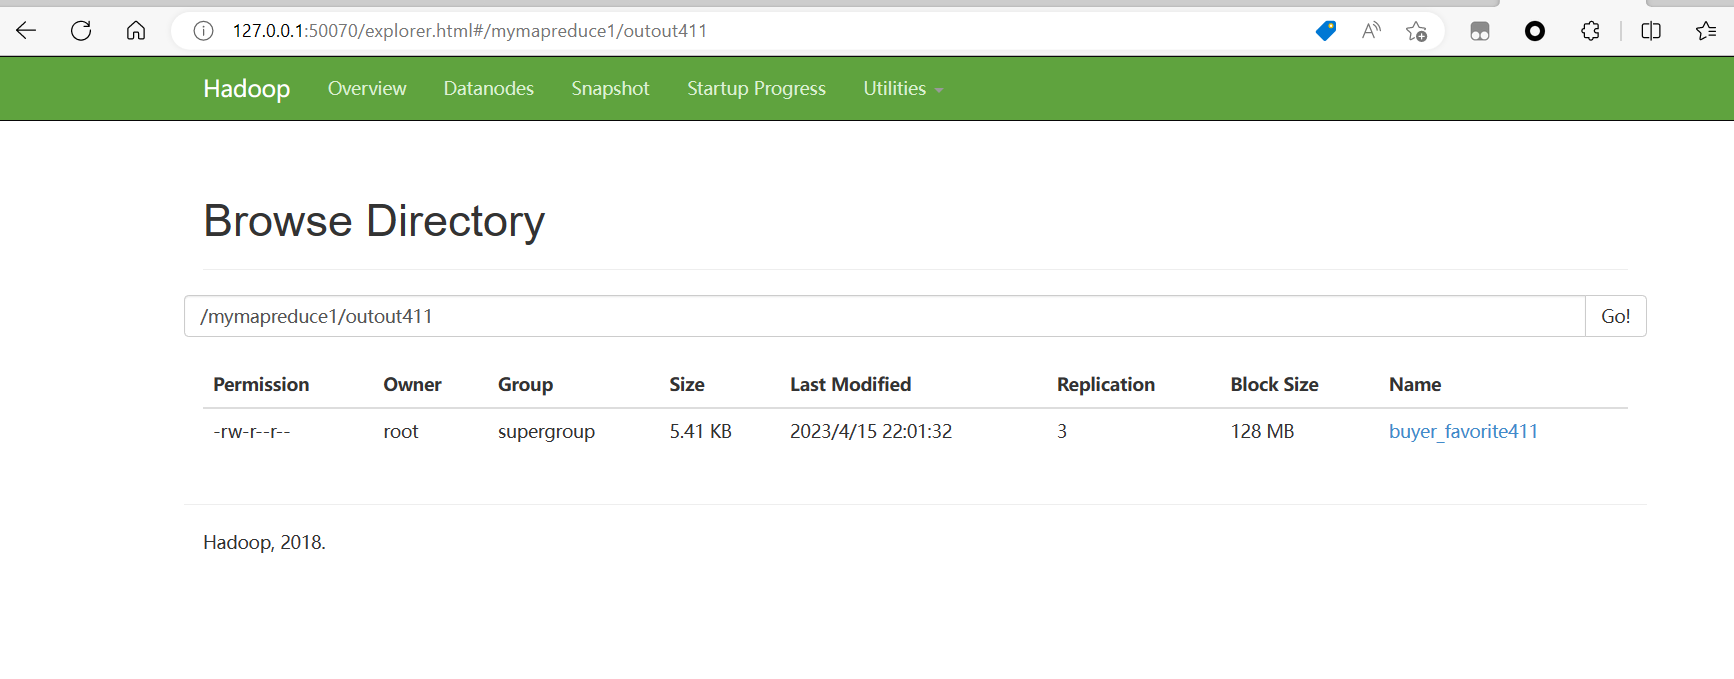 127.0.0.1:50070/explorer.html#/mymapreduce1/outout411
Hadoop Overview Datanodes Snapshot Startup Progress Utilities
Browse Directory
/mymapreduce1/outout411 Go!
Permission Owner Group Size Last Modified Replication Block Size Name
-rw-r--r-- root supergroup 5.41 KB 2023/4/15 22:01:32 3 128 MB buyer_favorite411
Hadoop, 2018.